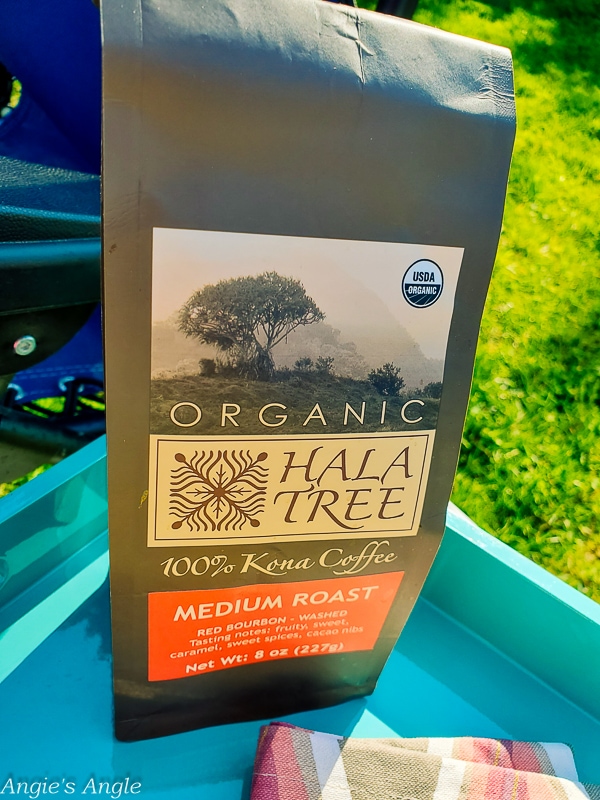 USDA
ORGANIC
ORGANIC
HALA
TREE
100% Kona Coffee
MEDIUM ROAST
RED BOURBON - WASHED
Tasting notes: fruity, sweet,
caramel, sweet spices, cacao nibs
Net Wt: 8 oz (227g)
Angie's Angle